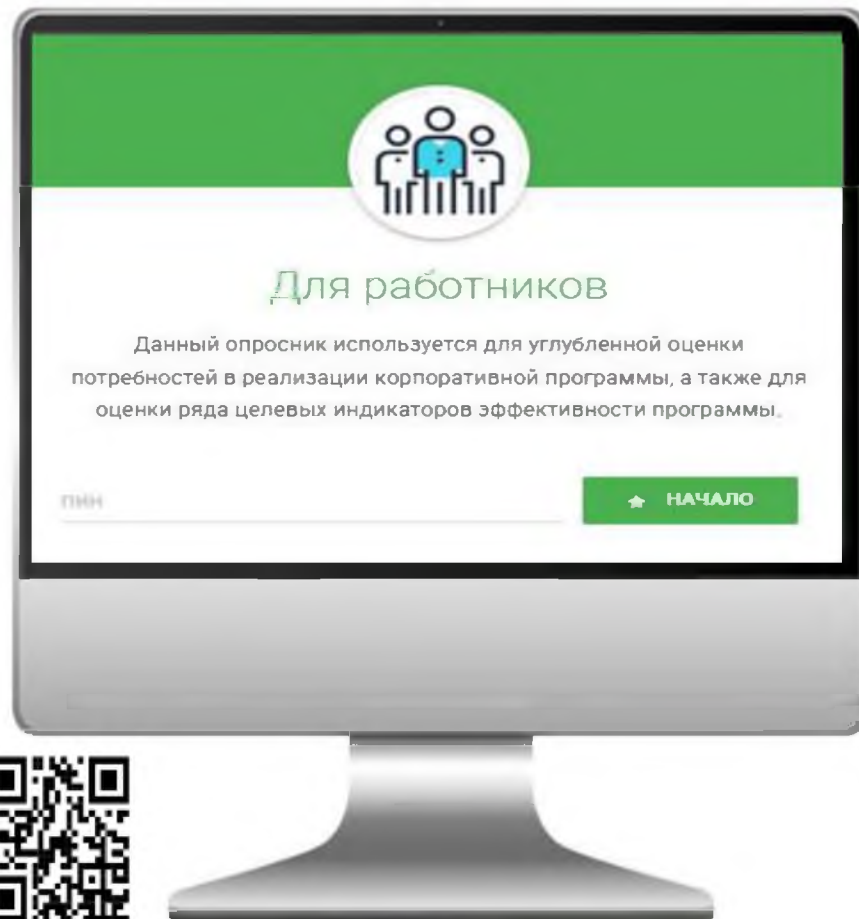 Для работников
Данный опросник используется для углубленной оценки
потребностей в реализации корпоративной программы, а также для
оценки ряда целевых индикаторов эффективности программы.
пин
НАЧАЛО